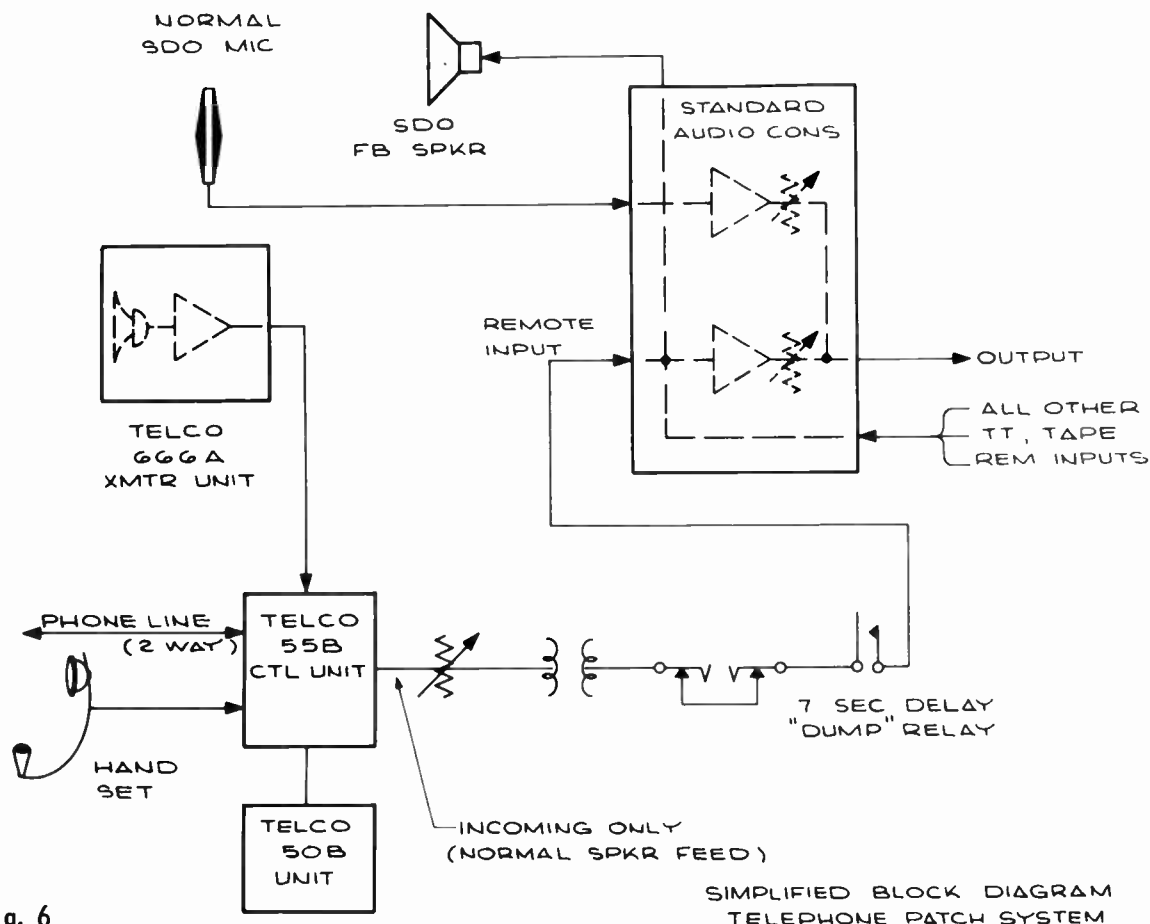 NORMAL
SDO MIC
SDO
FB SPKR
STANDARD
AUDIO CONS
REMOTE
INPUT
OUTPUT
ALL OTHER
TT, TAPE
REM INPUTS
TELCO
666A
XMTR UNIT
PHONE LINE
(2 WAY)
TELCO
55B
CTL UNIT
7 SEC DELAY
"DUMP" RELAY
HAND
SET
TELCO
50B
UNIT
INCOMING ONLY
(NORMAL SPKR FEED)
g. 6
SIMPLIFIED BLOCK DIAGRAM
TELEPHONE PATCH SYSTEM